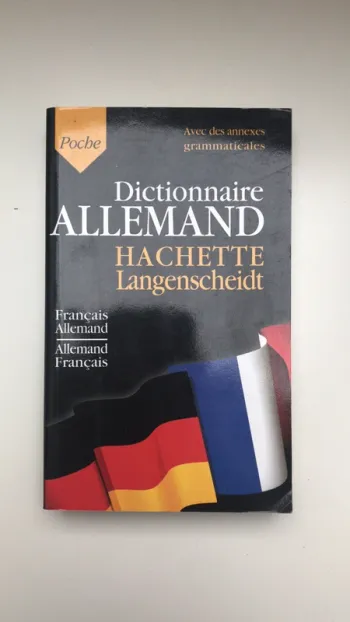 Poche
Avec des annexes
grammaticales
Dictionnaire
ALLEMAND
HACHETTE
Langenscheidt
Français
Allemand
Allemand
Français